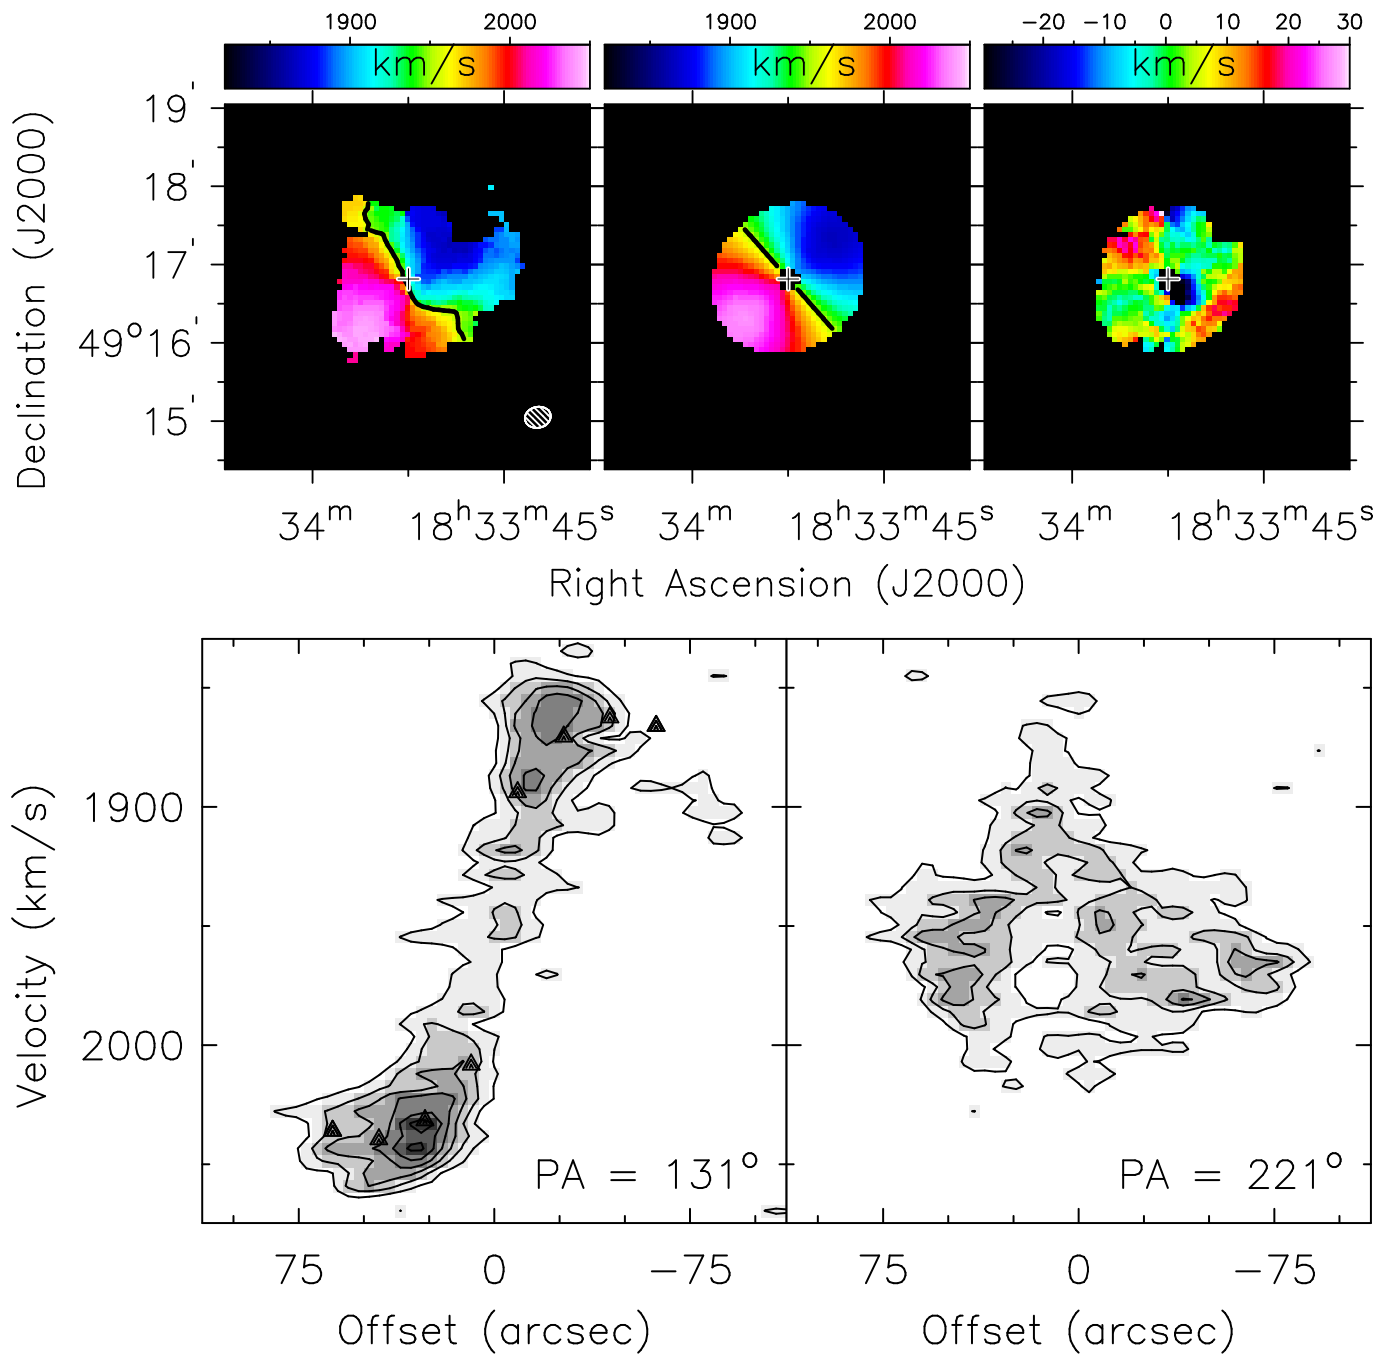 1900 2000 1900 2000 −20 −10 0 10 20 30
km/s km/s km/s
19′
18′
17′
49°16′
15′
Declination (J2000)
34m 18h33m45s 34m 18h33m45s 34m 18h33m45s
Right Ascension (J2000)
1900
2000
Velocity (km/s)
PA = 131° PA = 221°
75 0 −75 75 0 −75
Offset (arcsec) Offset (arcsec)